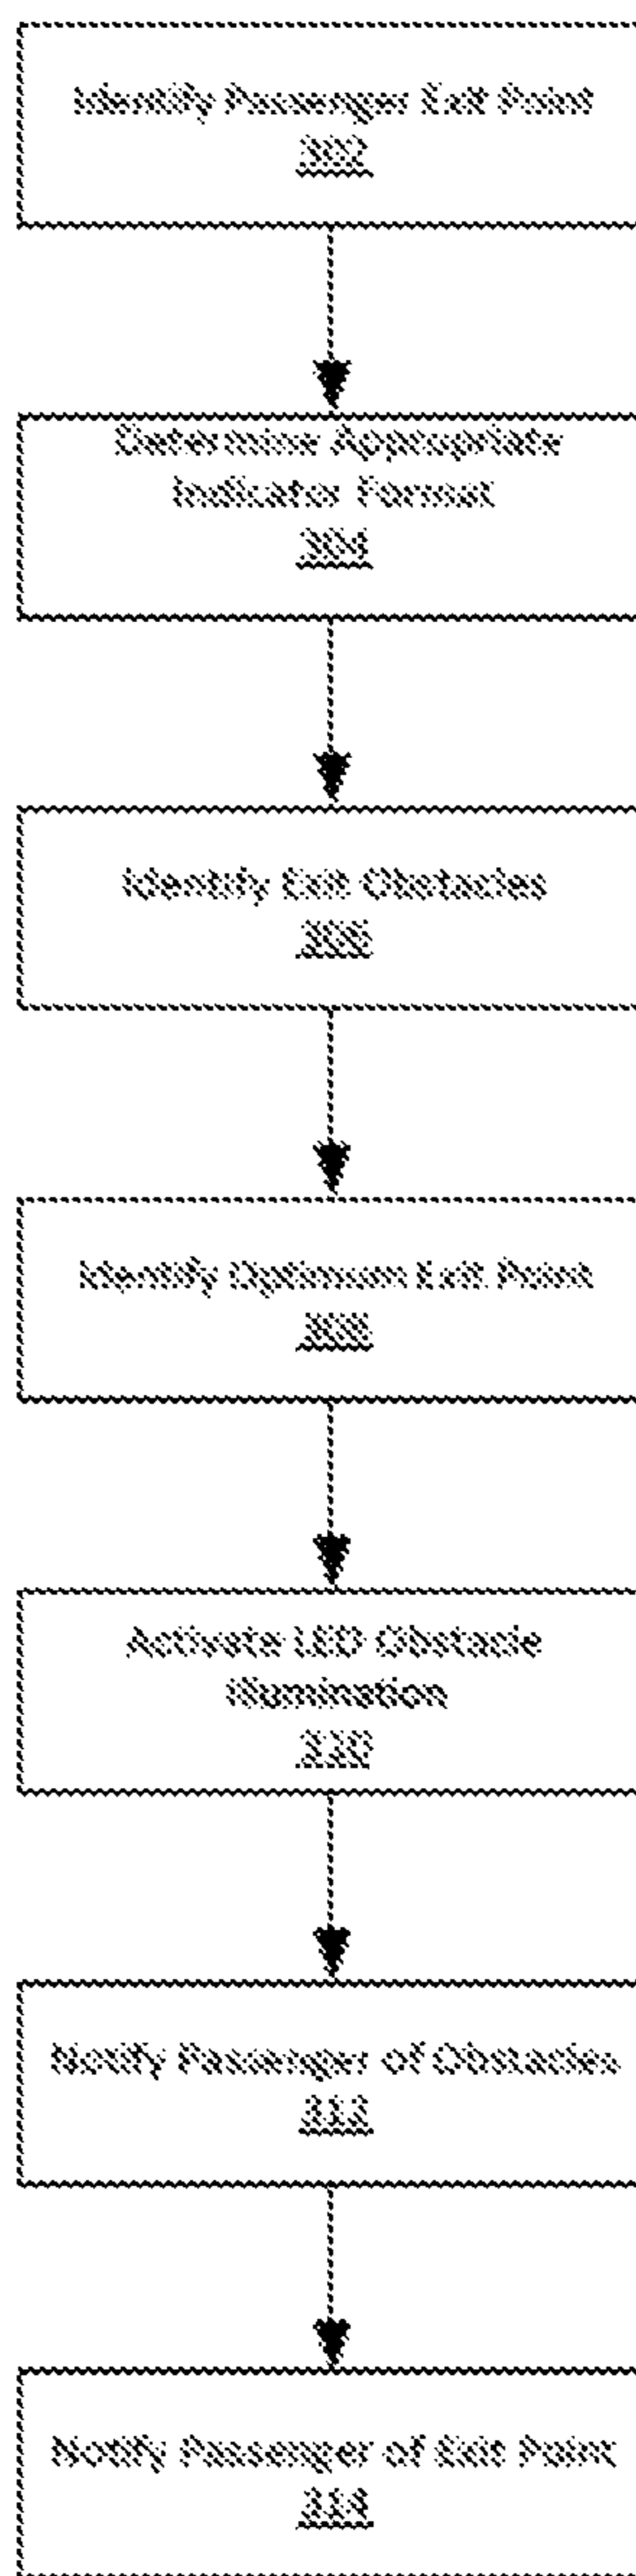 Identify Passenger Exit Point
302
Determine Appropriate
Indicator Format
304
Identify Exit Obstacles
Identify Optimum Exit Point
308
Activate LED Obstacle
Illumination
310
Notify Passenger of Obstacles
312
Notify Passenger of Exit Point
314